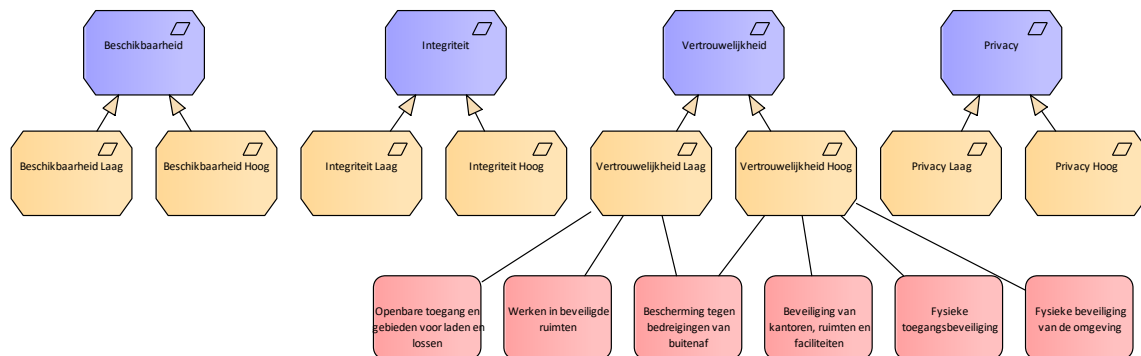 Beschikbaarheid
Integriteit
Vertrouwelijkheid
Privacy
Beschikbaarheid Laag
Beschikbaarheid Hoog
Integriteit Laag
Integriteit Hoog
Vertrouwelijkheid Laag
Vertrouwelijkheid Hoog
Privacy Laag
Privacy Hoog
Openbare toegang en
gebieden voor laden en
lossen
Werken in beveiligde
ruimten
Bescherming tegen
bedreigingen van
buitenaf
Beveiliging van
kantoren, ruimten en
faciliteiten
Fysieke
toegangsbeveiliging
Fysieke beveiliging
van de omgeving